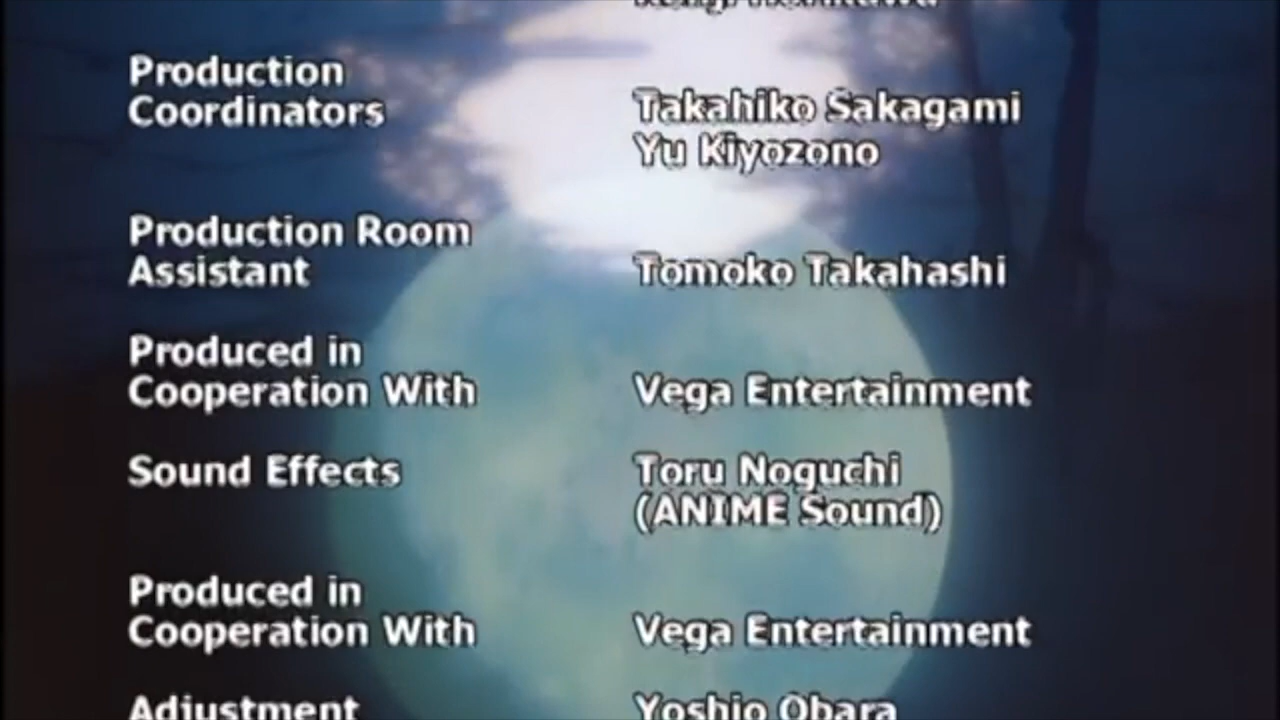 Production
Coordinators
Takahiko Sakagami
Yu Kiyozono
Production Room
Assistant
Tomoko Takahashi
Produced in
Cooperation With
Vega Entertainment
Sound Effects
Toru Noguchi
(ANIME Sound)
Produced in
Cooperation With
Vega Entertainment
Adjustment
Yoshio Obara